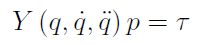 Y (q, q̇, q̈) p = τ